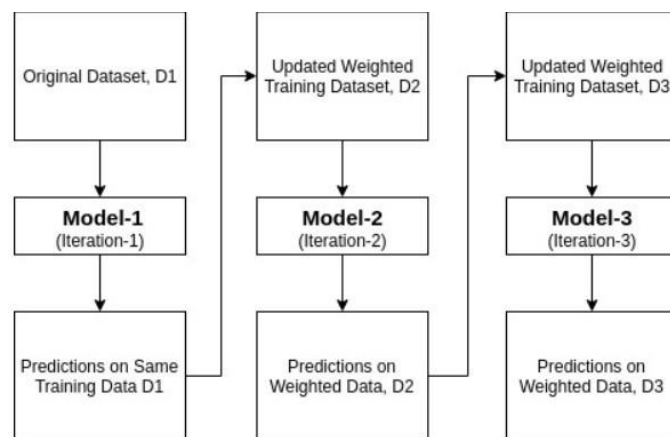 Original Dataset, D1
Model-1
(Iteration-1)
Predictions on Same
Training Data D1
Updated Weighted
Training Dataset, D2
Model-2
(Iteration-2)
Predictions on
Weighted Data, D2
Updated Weighted
Training Dataset, D3
Model-3
(Iteration-3)
Predictions on
Weighted Data, D3